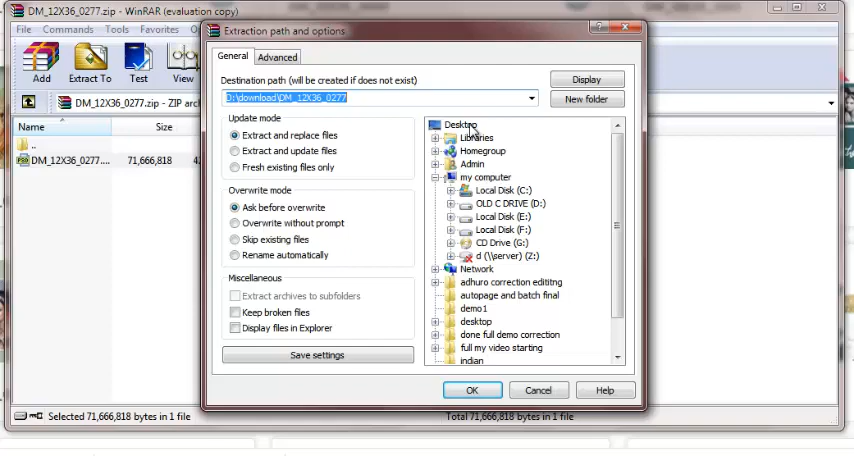 DM_12X36_0277.zip - WinRAR (evaluation copy)
File Commands Tools Favorites
Add Extract To Test View
DM_12X36_0277.zip - ZIP
Name Size
..
DM_12X36_0277.... 71,666,818
Extraction path and options
General Advanced
Destination path (will be created if does not exist)
D:\download\DM_12X36_0277
Display
New folder
Update mode
Extract and replace files
Extract and update files
Fresh existing files only
Overwrite mode
Ask before overwrite
Overwrite without prompt
Skip existing files
Rename automatically
Miscellaneous
Extract archives to subfolders
Keep broken files
Display files in Explorer
Save settings
Desktop
Libraries
Homegroup
Admin
my computer
Local Disk (C:)
OLD C DRIVE (D:)
Local Disk (E:)
Local Disk (F:)
CD Drive (G:)
d (\\server) (Z:)
Network
adhuro correction edititng
autopage and batch final
demo1
desktop
done full demo correction
full my video starting
indian
OK Cancel Help
Selected 71,666,818 bytes in 1 file
Total 71,666,818 bytes in 1 file